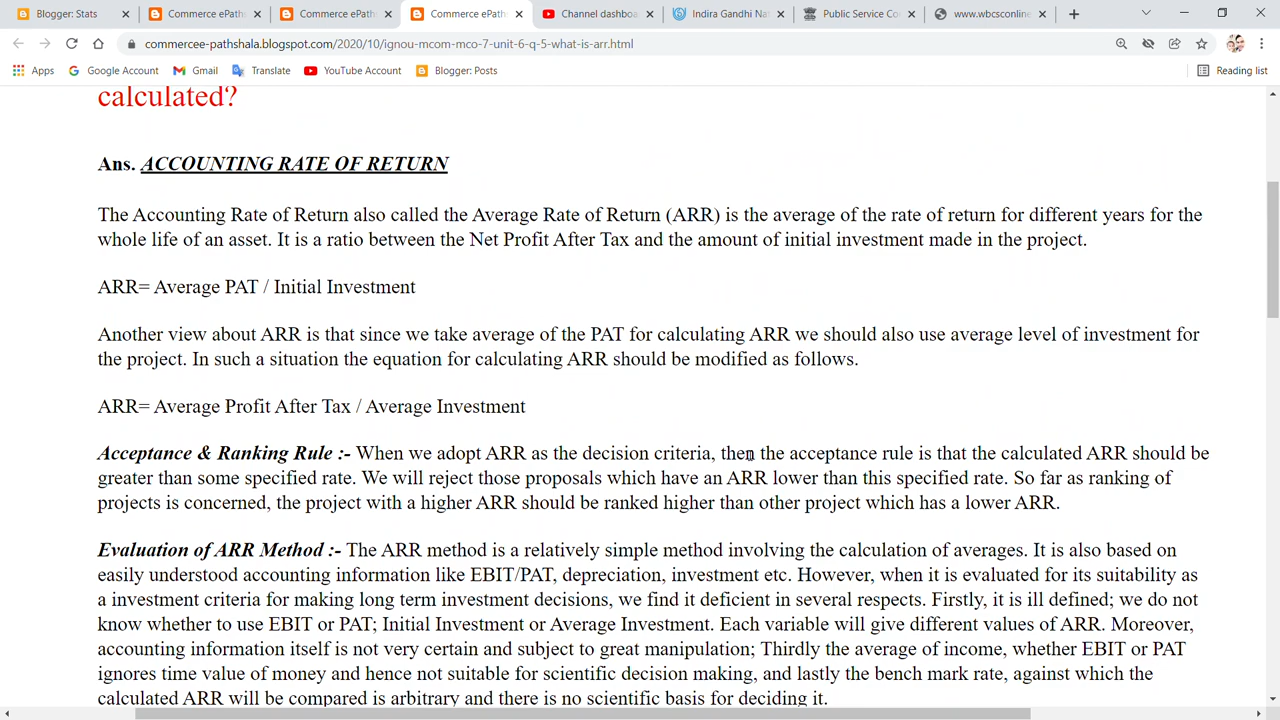 Blogger: Stats
Commerce ePath
Commerce ePath
Commerce ePath
Channel dashbo
Indira Gandhi Na
Public Service Co
www.wbcsconline
commercee-pathshala.blogspot.com/2020/10/ignou-mcom-mco-7-unit-6-q-5-what-is-arr.html
Apps
Google Account
Gmail
Translate
YouTube Account
Blogger: Posts
Reading list
calculated?
Ans. ACCOUNTING RATE OF RETURN
The Accounting Rate of Return also called the Average Rate of Return (ARR) is the average of the rate of return for different years for the
whole life of an asset. It is a ratio between the Net Profit After Tax and the amount of initial investment made in the project.
ARR= Average PAT / Initial Investment
Another view about ARR is that since we take average of the PAT for calculating ARR we should also use average level of investment for
the project. In such a situation the equation for calculating ARR should be modified as follows.
ARR= Average Profit After Tax / Average Investment
Acceptance & Ranking Rule :- When we adopt ARR as the decision criteria, then the acceptance rule is that the calculated ARR should be
greater than some specified rate. We will reject those proposals which have an ARR lower than this specified rate. So far as ranking of
projects is concerned, the project with a higher ARR should be ranked higher than other project which has a lower ARR.
Evaluation of ARR Method :- The ARR method is a relatively simple method involving the calculation of averages. It is also based on
easily understood accounting information like EBIT/PAT, depreciation, investment etc. However, when it is evaluated for its suitability as
a investment criteria for making long term investment decisions, we find it deficient in several respects. Firstly, it is ill defined; we do not
know whether to use EBIT or PAT; Initial Investment or Average Investment. Each variable will give different values of ARR. Moreover,
accounting information itself is not very certain and subject to great manipulation; Thirdly the average of income, whether EBIT or PAT
ignores time value of money and hence not suitable for scientific decision making, and lastly the bench mark rate, against which the
calculated ARR will be compared is arbitrary and there is no scientific basis for deciding it.